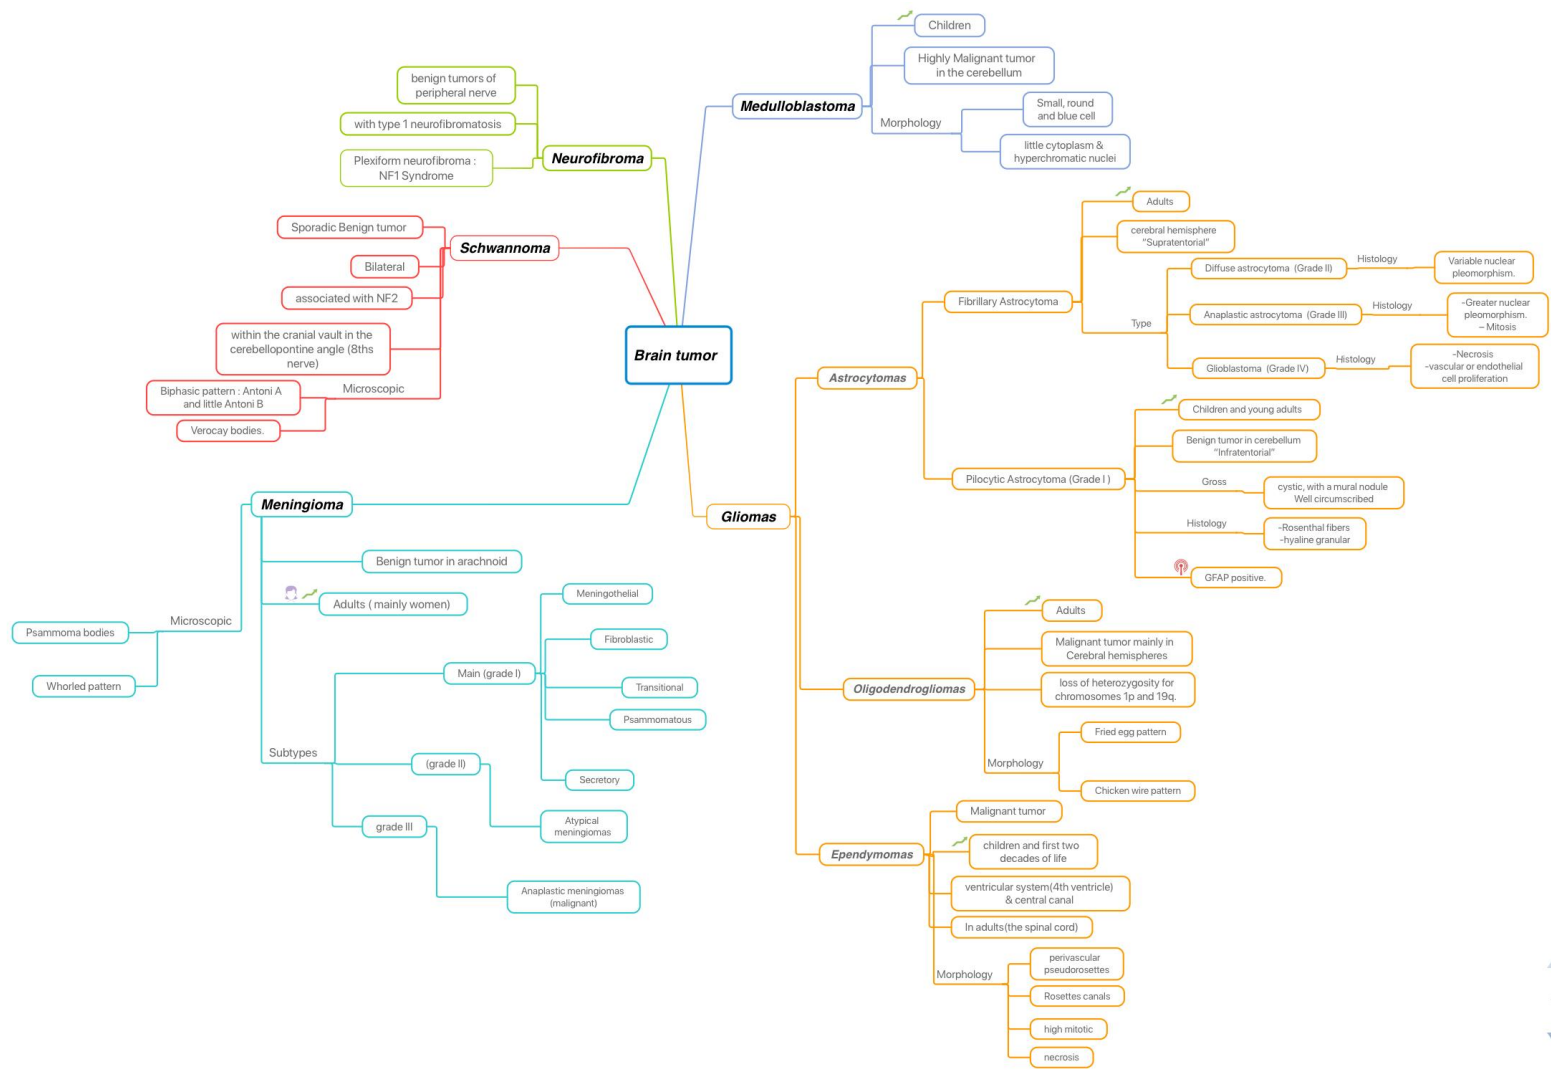 Brain tumor
Medulloblastoma
Children
Highly Malignant tumor
in the cerebellum
Morphology
Small, round
and blue cell
little cytoplasm &
hyperchromatic nuclei
Neurofibroma
benign tumors of
peripheral nerve
with type 1 neurofibromatosis
Plexiform neurofibroma :
NF1 Syndrome
Schwannoma
Sporadic Benign tumor
Bilateral
associated with NF2
within the cranial vault in the
cerebellopontine angle (8ths
nerve)
Microscopic
Biphasic pattern : Antoni A
and little Antoni B
Verocay bodies.
Meningioma
Microscopic
Psammoma bodies
Whorled pattern
Benign tumor in arachnoid
Adults ( mainly women)
Subtypes
Main (grade I)
Meningothelial
Fibroblastic
Transitional
Psammomatous
Secretory
(grade II)
Atypical
meningiomas
grade III
Anaplastic meningiomas
(malignant)
Gliomas
Astrocytomas
Fibrillary Astrocytoma
Adults
cerebral hemisphere
"Supratentorial"
Type
Diffuse astrocytoma (Grade II)
Histology
Variable nuclear
pleomorphism.
Anaplastic astrocytoma (Grade III)
Histology
-Greater nuclear
pleomorphism.
– Mitosis
Glioblastoma (Grade IV)
Histology
-Necrosis
-vascular or endothelial
cell proliferation
Pilocytic Astrocytoma (Grade I )
Children and young adults
Benign tumor in cerebellum
"Infratentorial"
Gross
cystic, with a mural nodule
Well circumscribed
Histology
-Rosenthal fibers
-hyaline granular
GFAP positive.
Oligodendrogliomas
Adults
Malignant tumor mainly in
Cerebral hemispheres
loss of heterozygosity for
chromosomes 1p and 19q.
Morphology
Fried egg pattern
Chicken wire pattern
Ependymomas
Malignant tumor
children and first two
decades of life
ventricular system(4th ventricle)
& central canal
In adults(the spinal cord)
Morphology
perivascular
pseudorosettes
Rosettes canals
high mitotic
necrosis